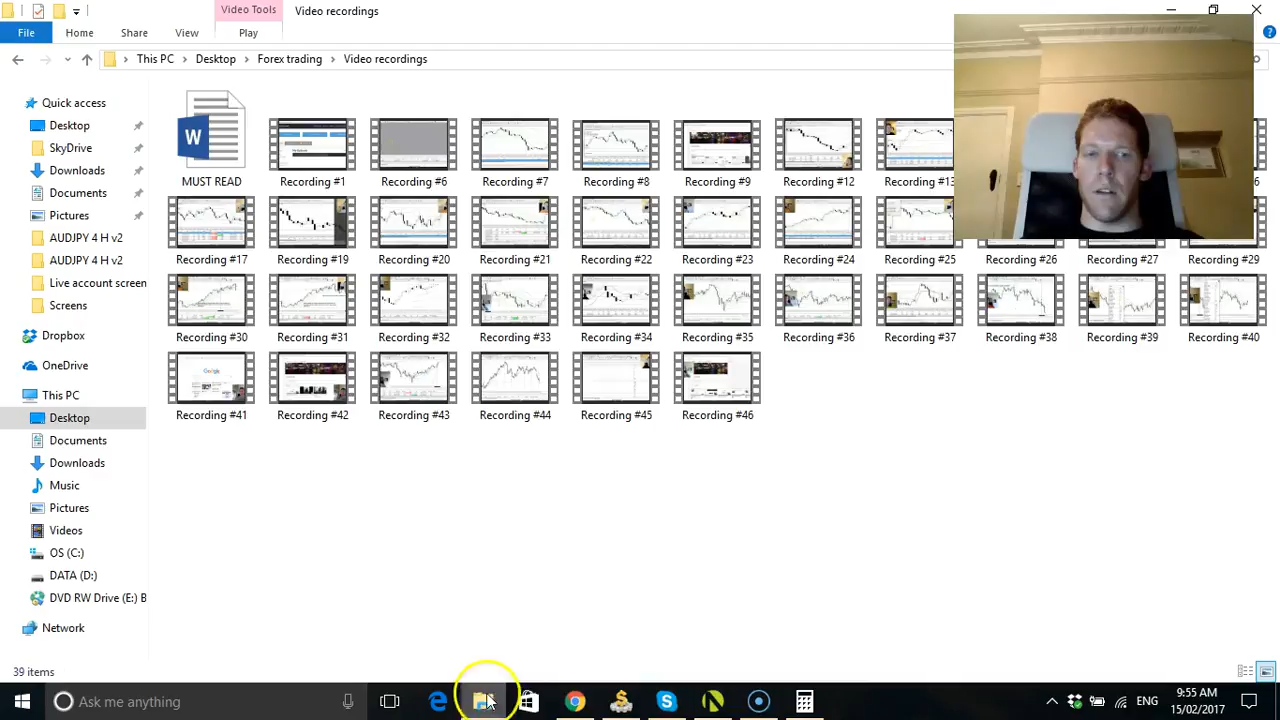 Video Tools
Video recordings
File
Home
Share
View
Play
This PC
Desktop
Forex trading
Video recordings
Quick access
Desktop
SkyDrive
Downloads
Documents
Pictures
AUDJPY 4 H v2
AUDJPY 4 H v2
Live account screen
Screens
Dropbox
OneDrive
This PC
Desktop
Documents
Downloads
Music
Pictures
Videos
OS (C:)
DATA (D:)
DVD RW Drive (E:) B
Network
MUST READ
Recording #1
Recording #6
Recording #7
Recording #8
Recording #9
Recording #12
Recording #13
6
Recording #17
Recording #19
Recording #20
Recording #21
Recording #22
Recording #23
Recording #24
Recording #25
Recording #26
Recording #27
Recording #29
Recording #30
Recording #31
Recording #32
Recording #33
Recording #34
Recording #35
Recording #36
Recording #37
Recording #38
Recording #39
Recording #40
Google
Recording #41
Recording #42
Recording #43
Recording #44
Recording #45
Recording #46
39 items
Ask me anything
ENG
9:55 AM
15/02/2017